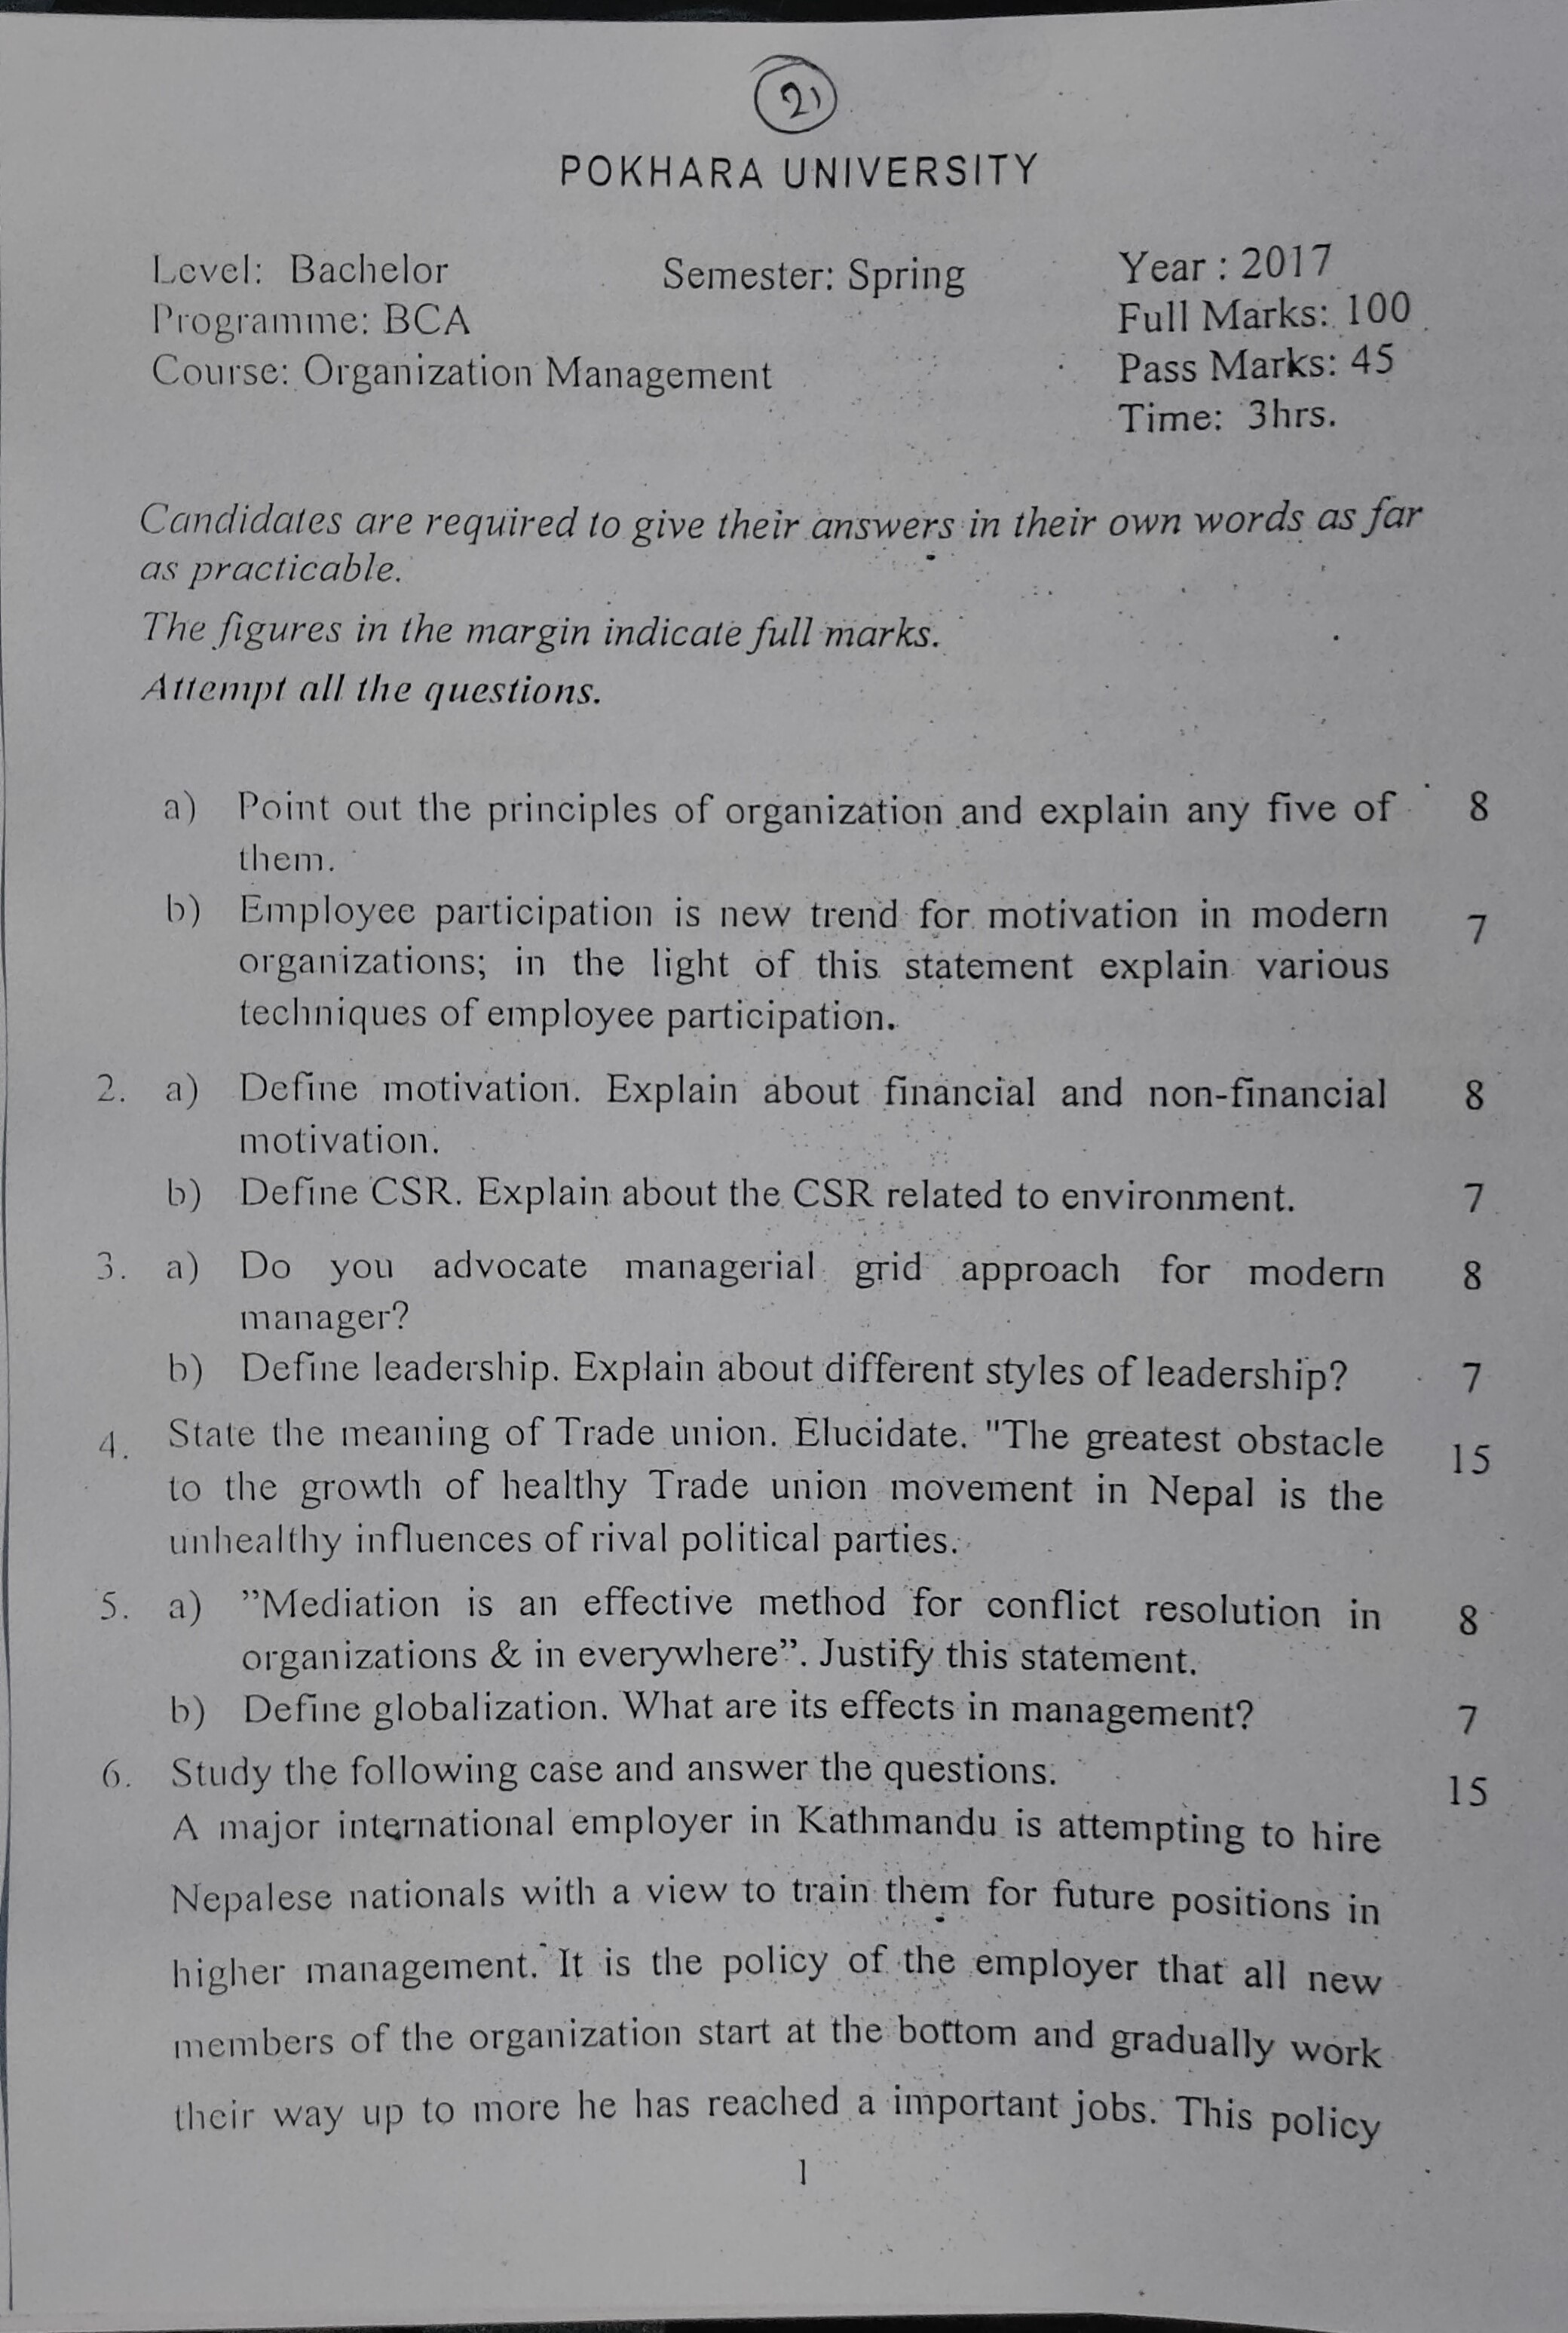 21
POKHARA UNIVERSITY
Level: Bachelor Semester: Spring Year : 2017
Programme: BCA Full Marks: 100
Course: Organization Management Pass Marks: 45
Time: 3hrs.
Candidates are required to give their answers in their own words as far
as practicable.
The figures in the margin indicate full marks.
Attempt all the questions.
a) Point out the principles of organization and explain any five of 8
them.
b) Employee participation is new trend for motivation in modern 7
organizations; in the light of this statement explain various
techniques of employee participation.
2. a) Define motivation. Explain about financial and non-financial 8
motivation.
b) Define CSR. Explain about the CSR related to environment. 7
3. a) Do you advocate managerial grid approach for modern 8
manager?
b) Define leadership. Explain about different styles of leadership? 7
4. State the meaning of Trade union. Elucidate. "The greatest obstacle 15
to the growth of healthy Trade union movement in Nepal is the
unhealthy influences of rival political parties.
5. a) ”Mediation is an effective method for conflict resolution in 8
organizations & in everywhere”. Justify this statement.
b) Define globalization. What are its effects in management? 7
6. Study the following case and answer the questions. 15
A major international employer in Kathmandu is attempting to hire
Nepalese nationals with a view to train them for future positions in
higher management. It is the policy of the employer that all new
members of the organization start at the bottom and gradually work
their way up to more he has reached a important jobs. This policy
1